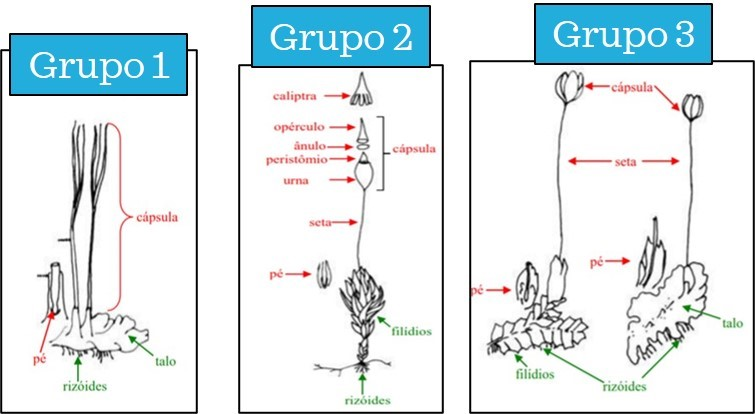 Grupo 1
cápsula
pé
talo
rizóides
Grupo 2
caliptra
opérculo
ânulo
peristômio
urna
cápsula
seta
pé
filídios
rizóides
Grupo 3
cápsula
seta
pé
pé
talo
filídios
rizóides